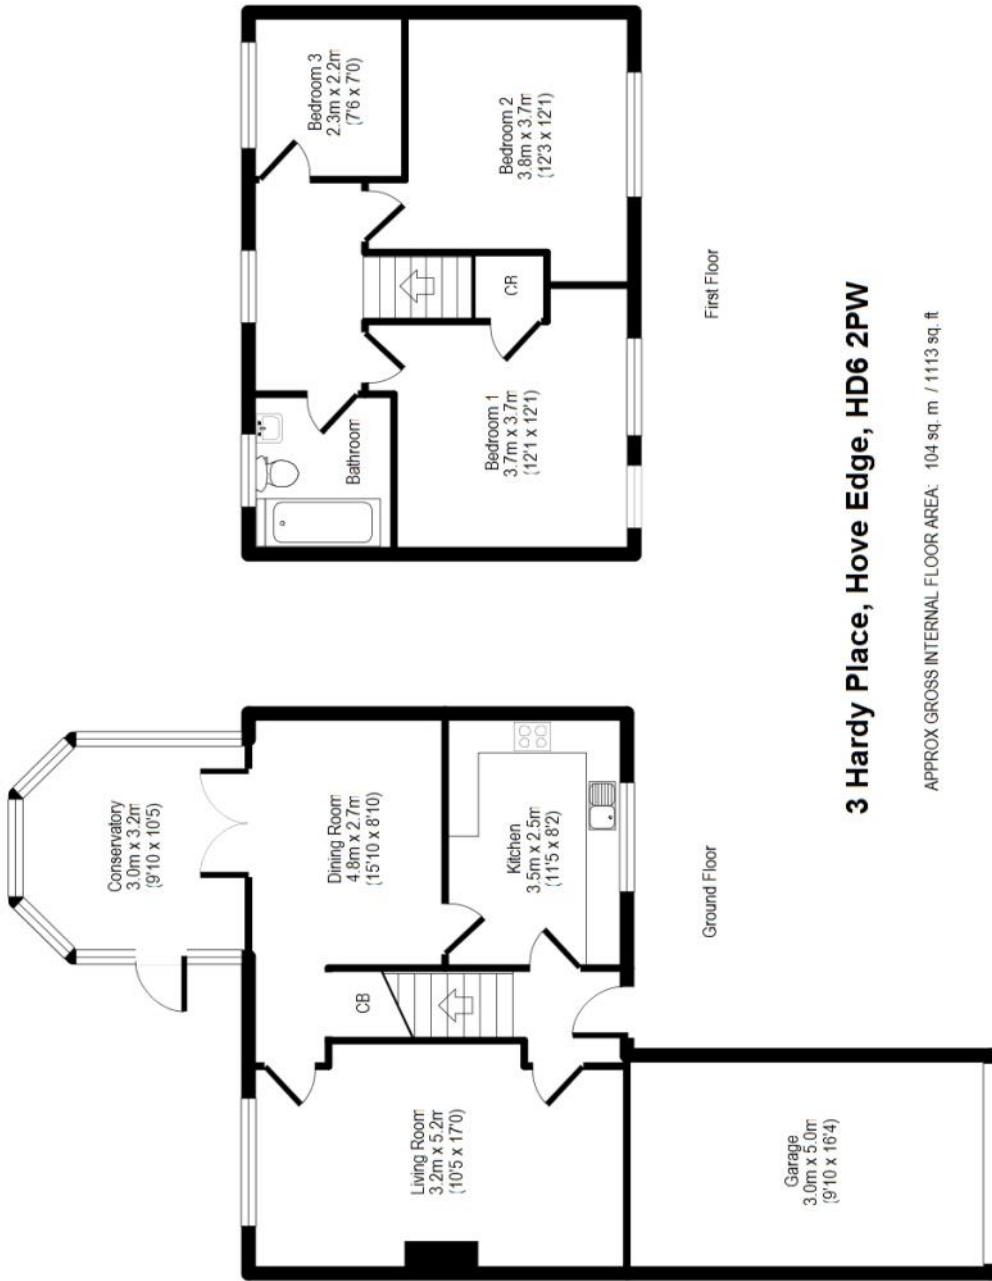 Conservatory
3.0m x 3.2m
(9'10 x 10'5)
Dining Room
4.8m x 2.7m
(15'10 x 8'10)
Kitchen
3.5m x 2.5m
(11'5 x 8'2)
CB
Living Room
3.2m x 5.2m
(10'5 x 17'0)
Garage
3.0m x 5.0m
(9'10 x 16'4)
Ground Floor
Bedroom 3
2.3m x 2.2m
(7'6 x 7'0)
Bedroom 2
3.8m x 3.7m
(12'3 x 12'1)
CB
Bathroom
Bedroom 1
3.7m x 3.7m
(12'1 x 12'1)
First Floor
3 Hardy Place, Hove Edge, HD6 2PW
APPROX GROSS INTERNAL FLOOR AREA: 104 sq. m / 1113 sq. ft